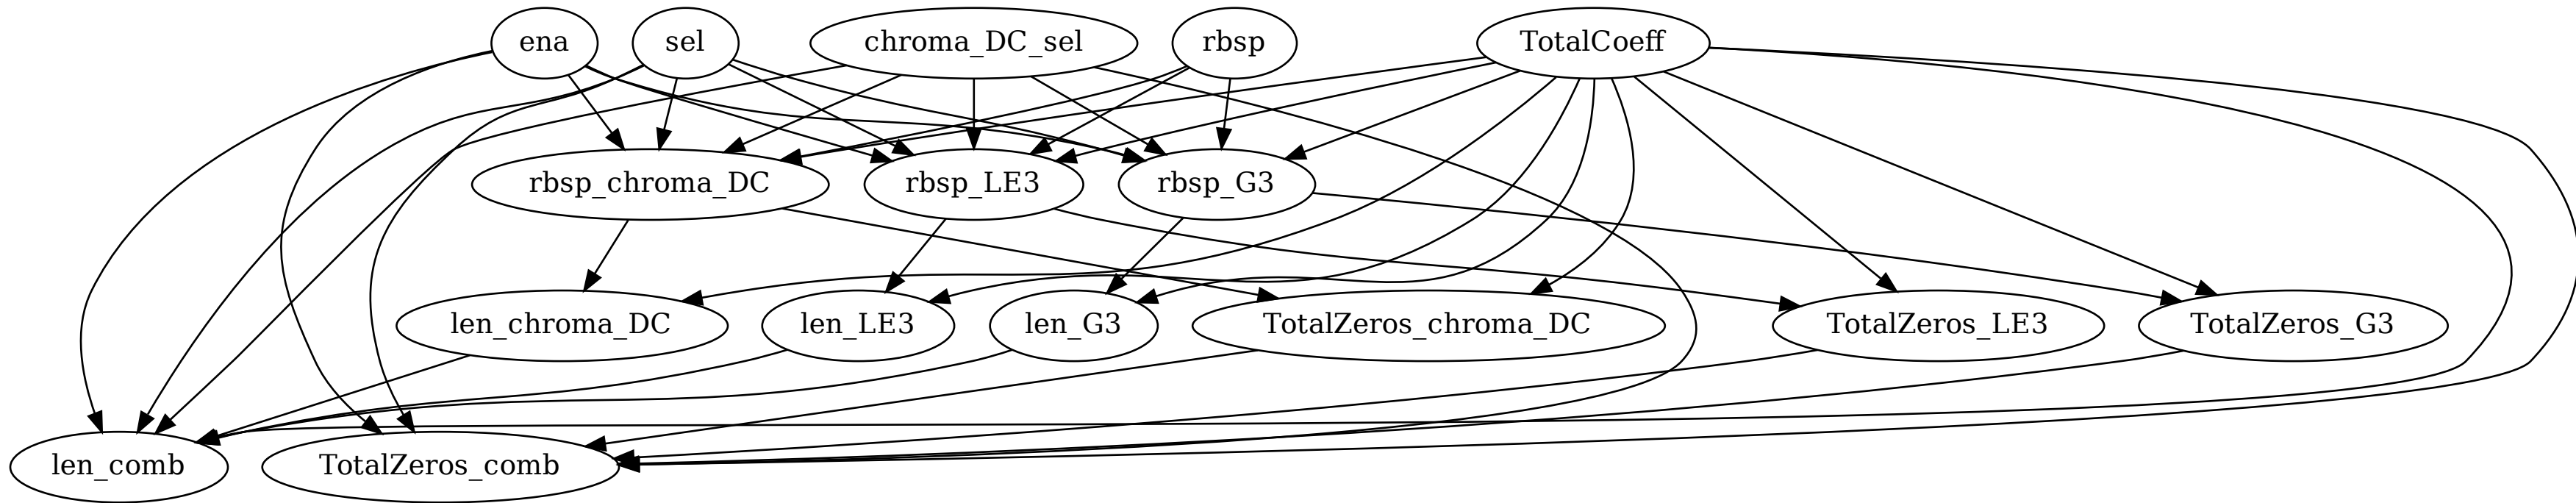 ena
sel
chroma_DC_sel
rbsp
TotalCoeff
rbsp_chroma_DC
rbsp_LE3
rbsp_G3
len_chroma_DC
len_LE3
len_G3
TotalZeros_chroma_DC
TotalZeros_LE3
TotalZeros_G3
len_comb
TotalZeros_comb